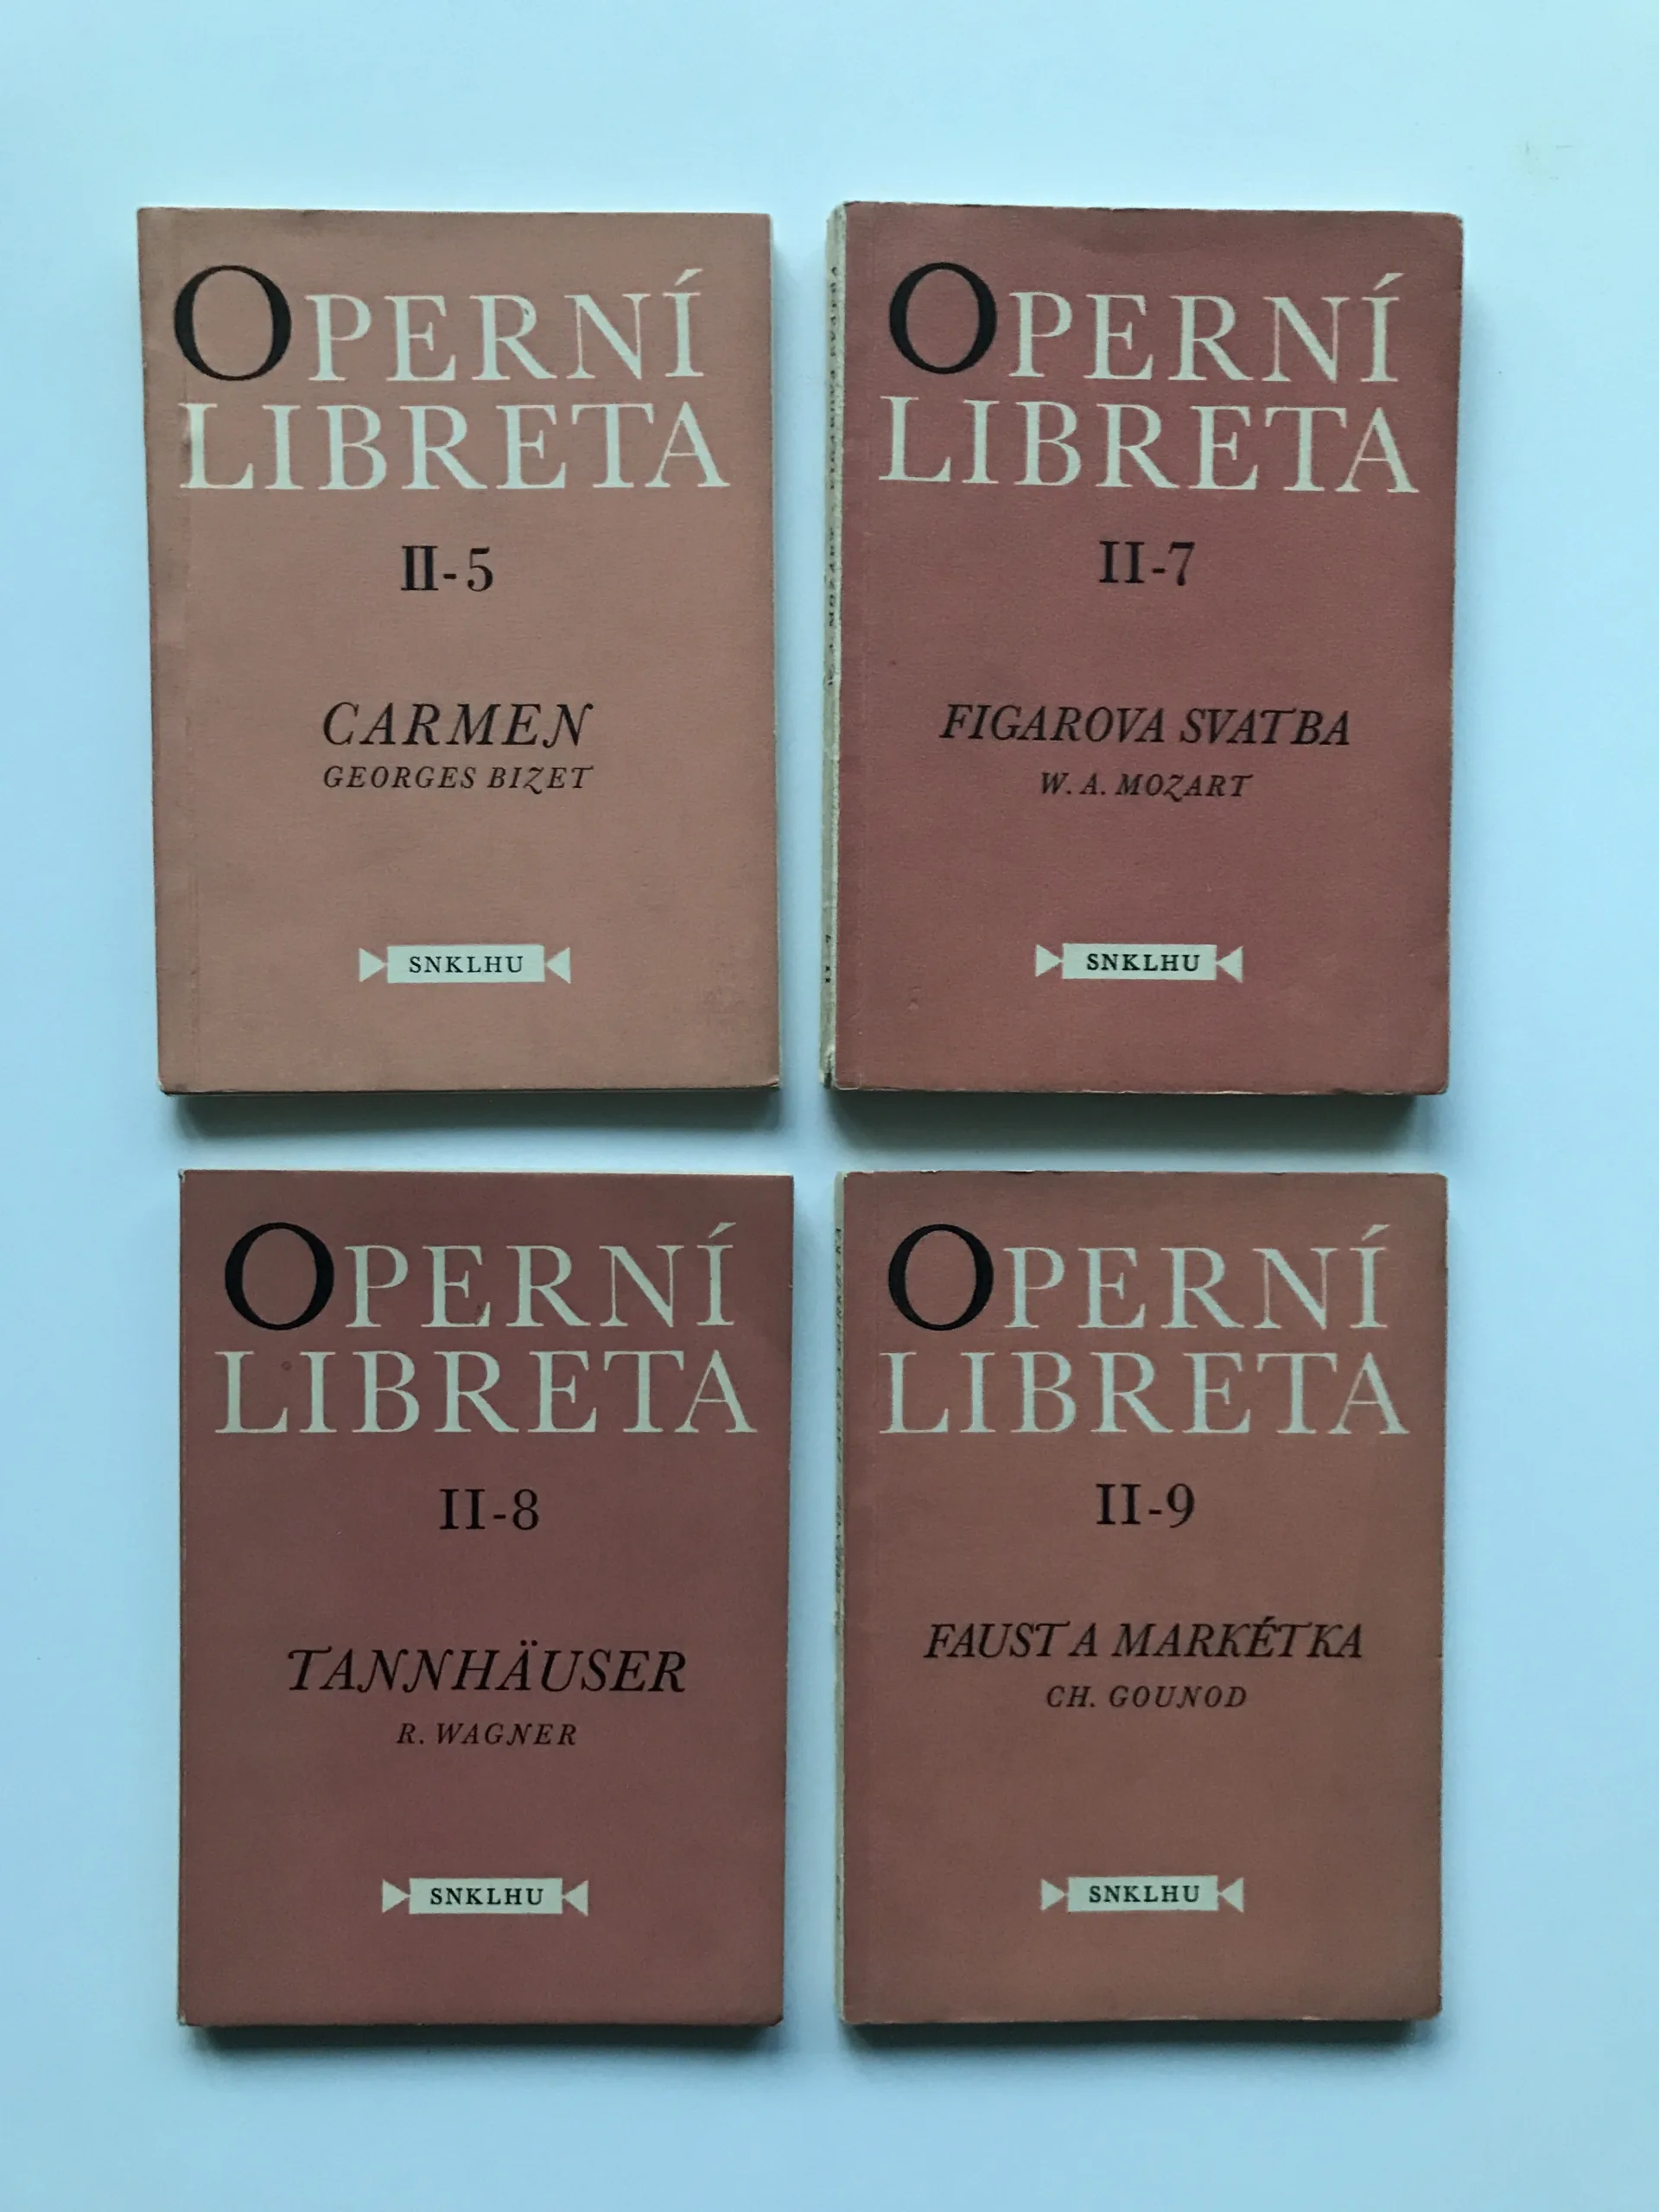 OPERNÍ
LIBRETA
II-5
CARMEN
GEORGES BIZET
SNKLHU
OPERNÍ
LIBRETA
II-7
FIGAROVA SVATBA
W. A. MOZART
SNKLHU
OPERNÍ
LIBRETA
II-8
TANNHÄUSER
R. WAGNER
SNKLHU
OPERNÍ
LIBRETA
II-9
FAUST A MARKÉTKA
CH. GOUNOD
SNKLHU